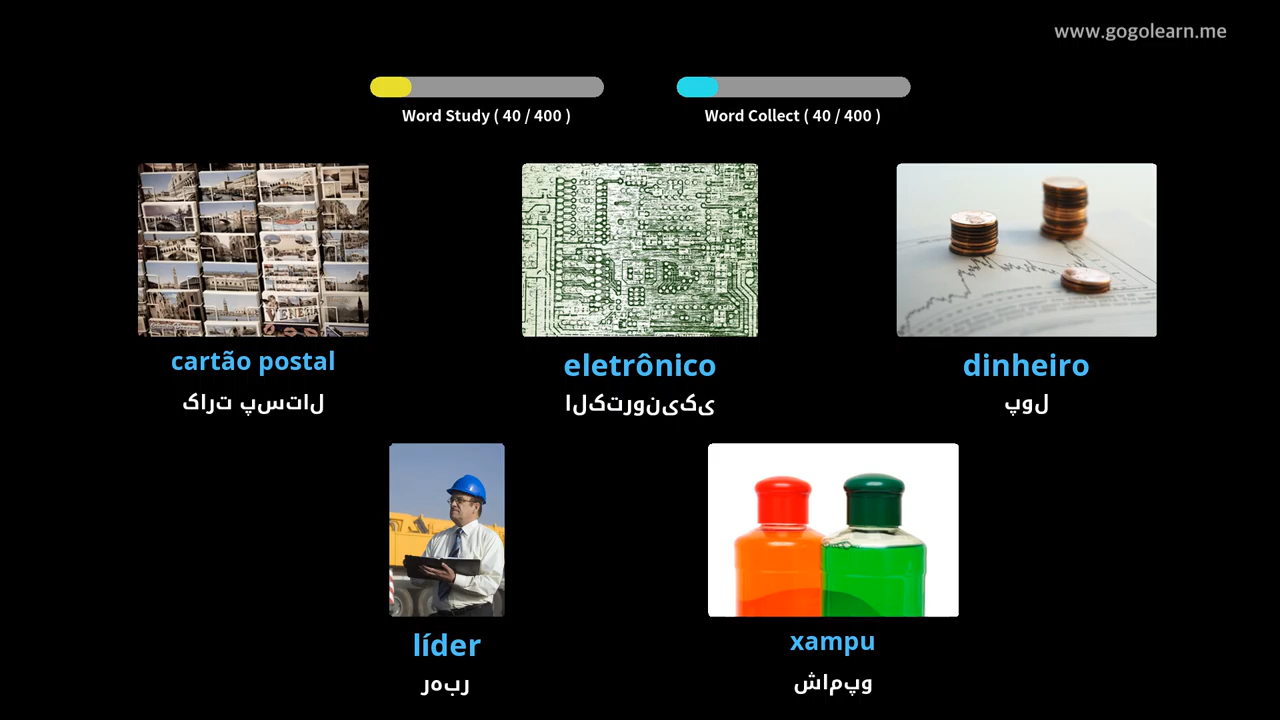 www.gogolearn.me
Word Study ( 40 / 400 )
Word Collect ( 40 / 400 )
cartão postal
کارت پستال
eletrônico
الکترونیکی
dinheiro
پول
líder
رهبر
xampu
شامپو